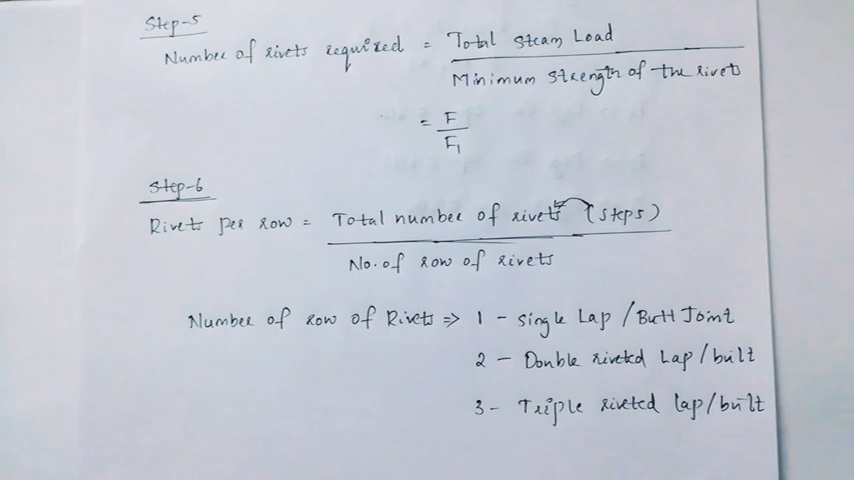 Step-5
Number of rivets required = Total Steam Load
Minimum Strength of the rivets
= F
F1
Step-6
Rivets per row = Total number of rivets (step5)
No. of row of rivets
Number of row of Rivets => 1 - Single Lap / Butt Joint
2 - Double riveted Lap / built
3 - Triple riveted lap / built